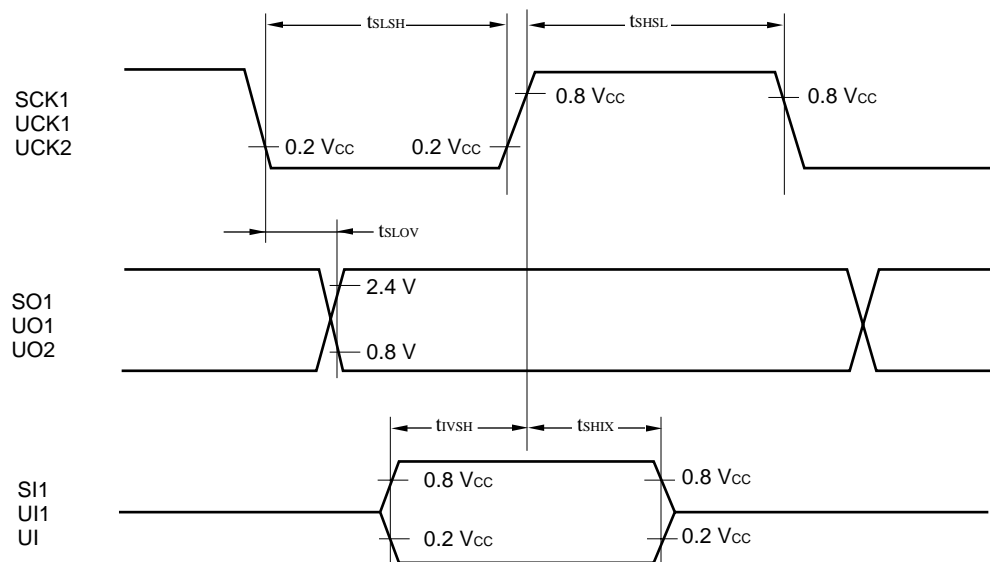 tSLSH
tSHSL
SCK1
UCK1
UCK2
0.2 VCC
0.2 VCC
0.8 VCC
0.8 VCC
tSLOV
SO1
UO1
UO2
2.4 V
0.8 V
tIVSH
tSHIX
SI1
UI1
UI
0.8 VCC
0.8 VCC
0.2 VCC
0.2 VCC